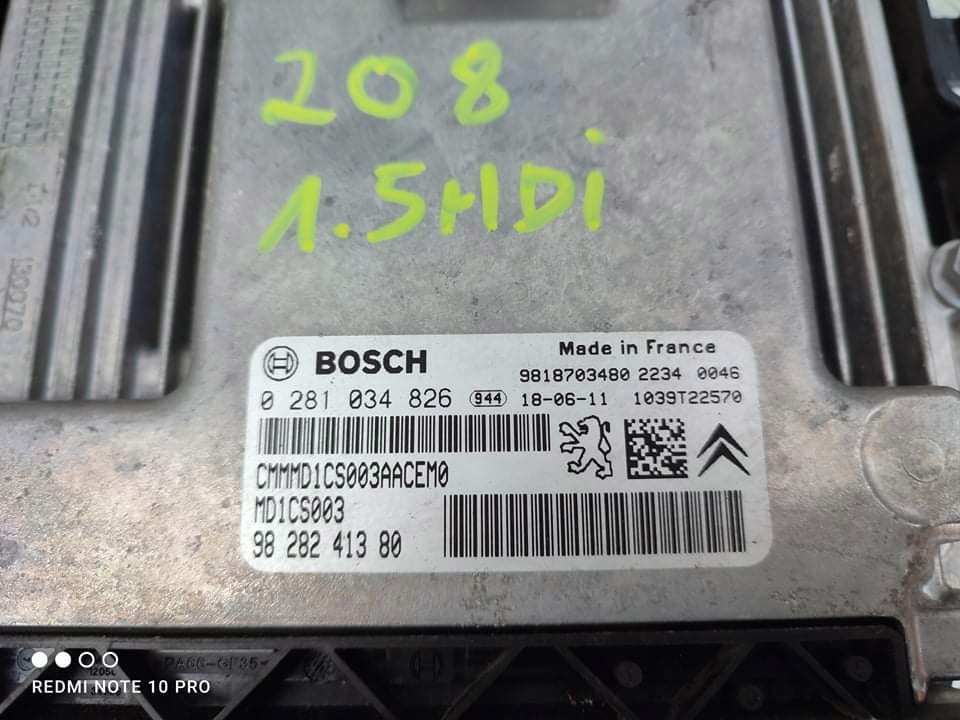 208
1.5HDi
BOSCH
Made in France
9818703480 2234 0046
0 281 034 826 944 18-06-11 1039T22570
CMMMD1CS003AACEM0
MD1CS003
98 282 413 80
130070
REDMI NOTE 10 PRO